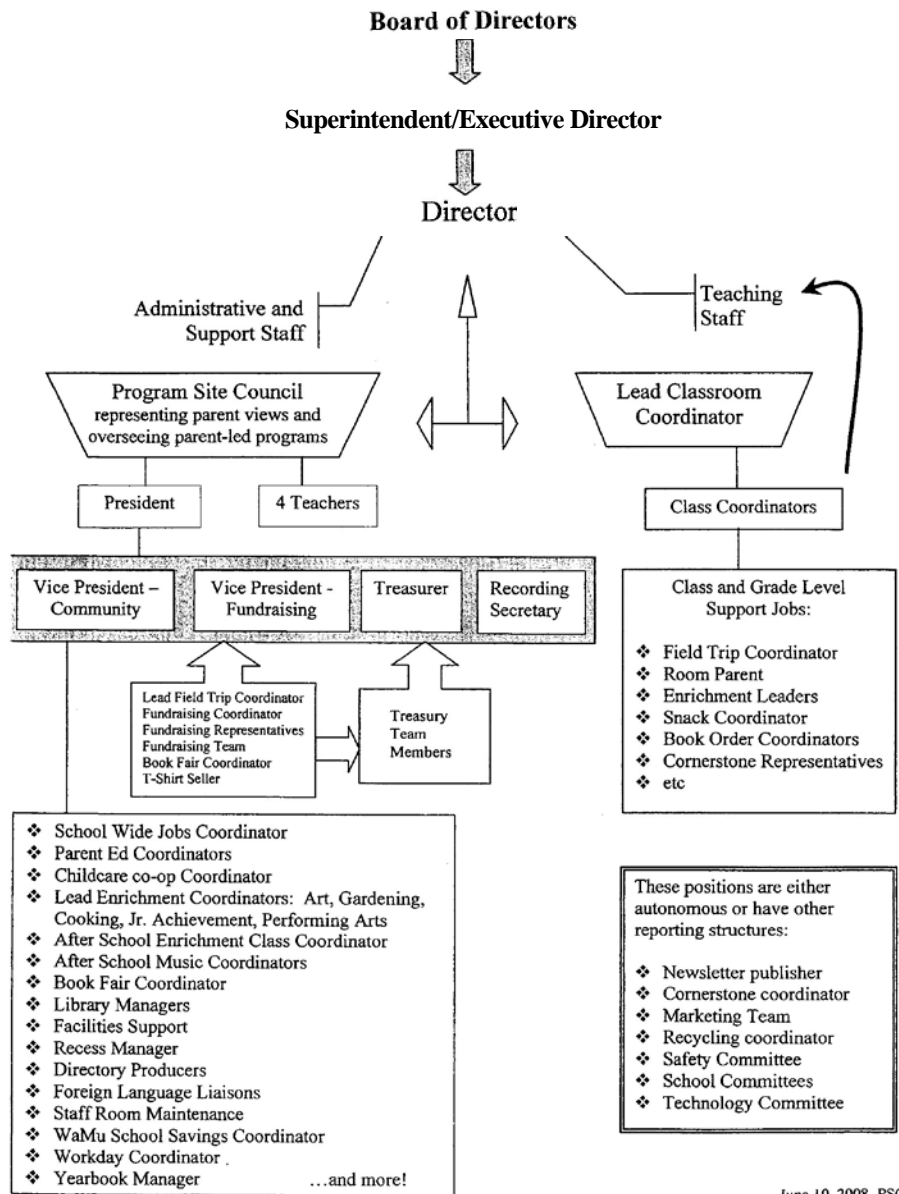 Board of Directors
Superintendent/Executive Director
Director
Administrative and
Support Staff
Teaching
Staff
Program Site Council
representing parent views and
overseeing parent-led programs
Lead Classroom
Coordinator
President
4 Teachers
Class Coordinators
Vice President –
Community
Vice President -
Fundraising
Treasurer
Recording
Secretary
Class and Grade Level
Support Jobs:
❖ Field Trip Coordinator
❖ Room Parent
❖ Enrichment Leaders
❖ Snack Coordinator
❖ Book Order Coordinators
❖ Cornerstone Representatives
❖ etc
Lead Field Trip Coordinator
Fundraising Coordinator
Fundraising Representatives
Fundraising Team
Book Fair Coordinator
T-Shirt Seller
Treasury
Team
Members
❖ School Wide Jobs Coordinator
❖ Parent Ed Coordinators
❖ Childcare co-op Coordinator
❖ Lead Enrichment Coordinators: Art, Gardening,
Cooking, Jr. Achievement, Performing Arts
❖ After School Enrichment Class Coordinator
❖ After School Music Coordinators
❖ Book Fair Coordinator
❖ Library Managers
❖ Facilities Support
❖ Recess Manager
❖ Directory Producers
❖ Foreign Language Liaisons
❖ Staff Room Maintenance
❖ WaMu School Savings Coordinator
❖ Workday Coordinator
❖ Yearbook Manager ...and more!
These positions are either
autonomous or have other
reporting structures:
❖ Newsletter publisher
❖ Cornerstone coordinator
❖ Marketing Team
❖ Recycling coordinator
❖ Safety Committee
❖ School Committees
❖ Technology Committee
June 10, 2008